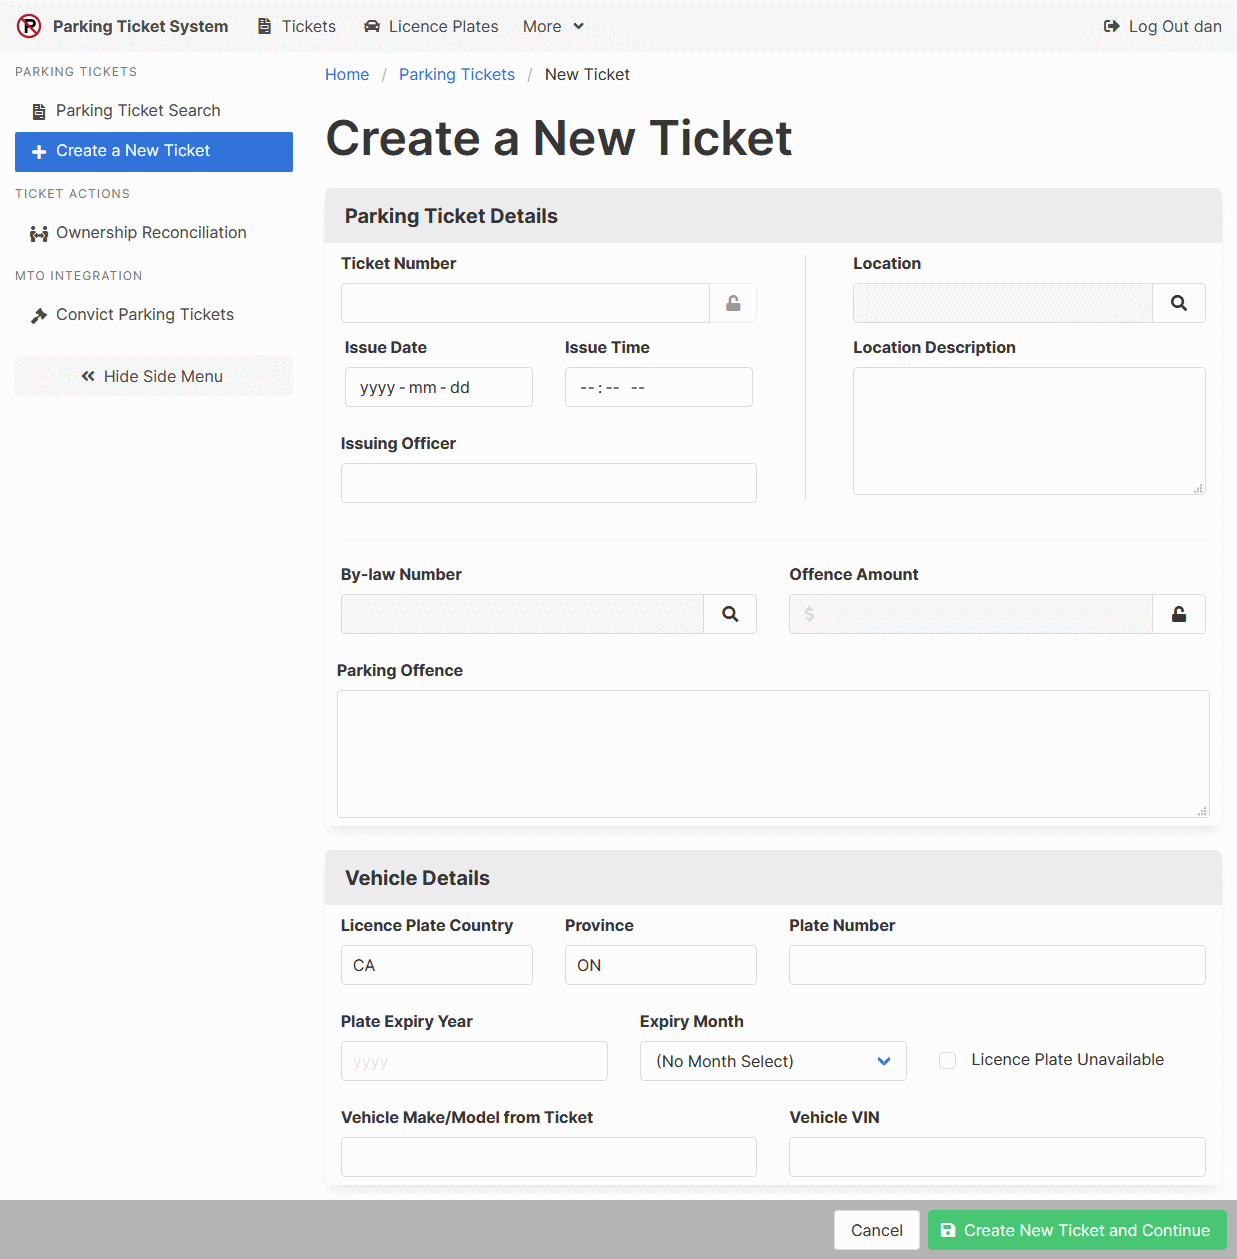 Parking Ticket System
Tickets
Licence Plates
More
Log Out dan
PARKING TICKETS
Parking Ticket Search
Create a New Ticket
TICKET ACTIONS
Ownership Reconciliation
MTO INTEGRATION
Convict Parking Tickets
Hide Side Menu
Home / Parking Tickets / New Ticket
Create a New Ticket
Parking Ticket Details
Ticket Number
Location
Issue Date
Issue Time
Location Description
yyyy-mm-dd
--:-- --
Issuing Officer
By-law Number
Offence Amount
$
Parking Offence
Vehicle Details
Licence Plate Country
Province
Plate Number
CA
ON
Plate Expiry Year
Expiry Month
yyyy
(No Month Select)
Licence Plate Unavailable
Vehicle Make/Model from Ticket
Vehicle VIN
Cancel
Create New Ticket and Continue